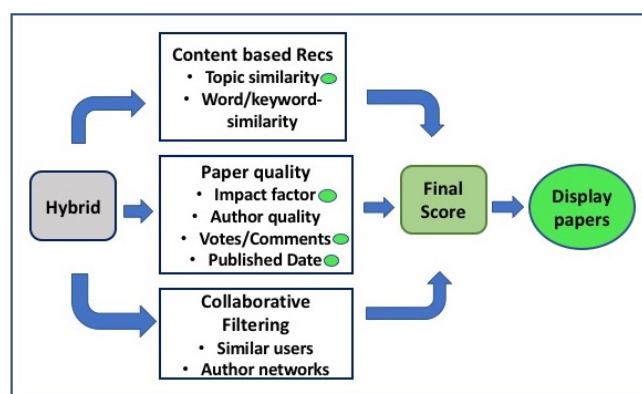 Content based Recs
• Topic similarity
• Word/keyword-
similarity
Hybrid
Paper quality
• Impact factor
• Author quality
• Votes/Comments
• Published Date
Collaborative
Filtering
• Similar users
• Author networks
Final
Score
Display
papers